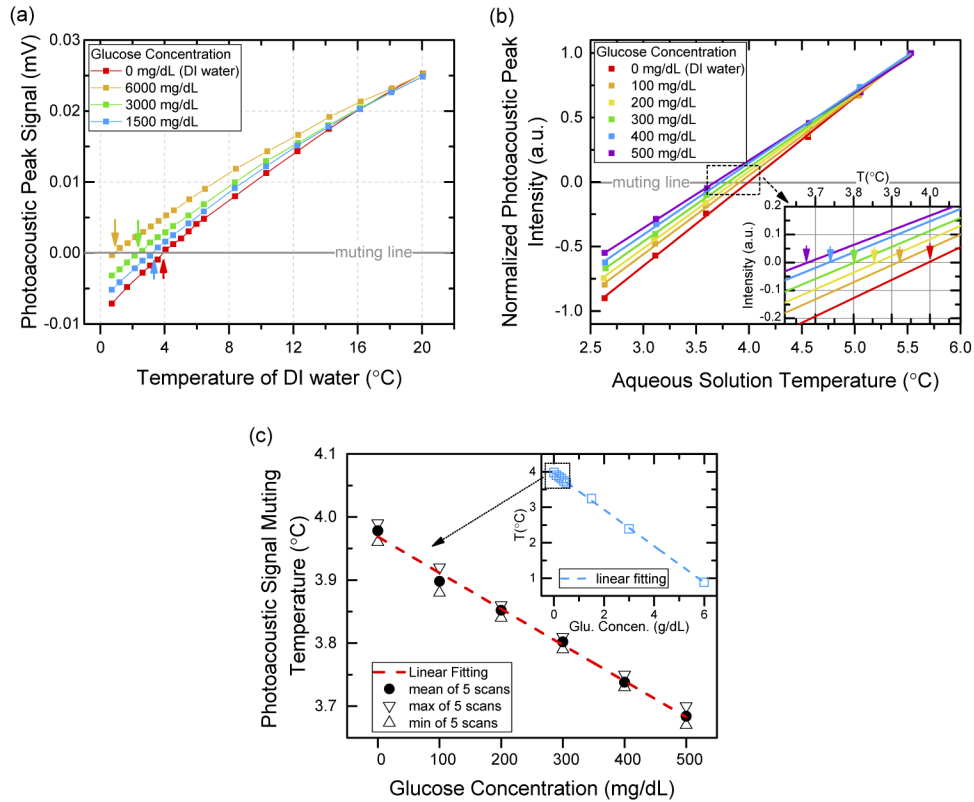 (a)
Photoacoustic Peak Signal (mV)
0.03
0.02
0.01
0.00
-0.01
Glucose Concentration
0 mg/dL (DI water)
6000 mg/dL
3000 mg/dL
1500 mg/dL
muting line
0 4 8 12 16 20
Temperature of DI water (°C)
(b)
Normalized Photoacoustic Peak
Intensity (a.u.)
1.0
0.5
0.0
-0.5
-1.0
Glucose Concentration
0 mg/dL (DI water)
100 mg/dL
200 mg/dL
300 mg/dL
400 mg/dL
500 mg/dL
muting line
T(°C)
3.7 3.8 3.9 4.0
Intensity (a.u.)
0.2
0.1
0.0
-0.1
-0.2
2.5 3.0 3.5 4.0 4.5 5.0 5.5 6.0
Aqueous Solution Temperature (°C)
(c)
Photoacoustic Signal Muting
Temperature (°C)
4.1
4.0
3.9
3.8
3.7
T(°C)
4
3
2
1
linear fitting
0 2 4 6
Glu. Concen. (g/dL)
Linear Fitting
mean of 5 scans
max of 5 scans
min of 5 scans
0 100 200 300 400 500
Glucose Concentration (mg/dL)